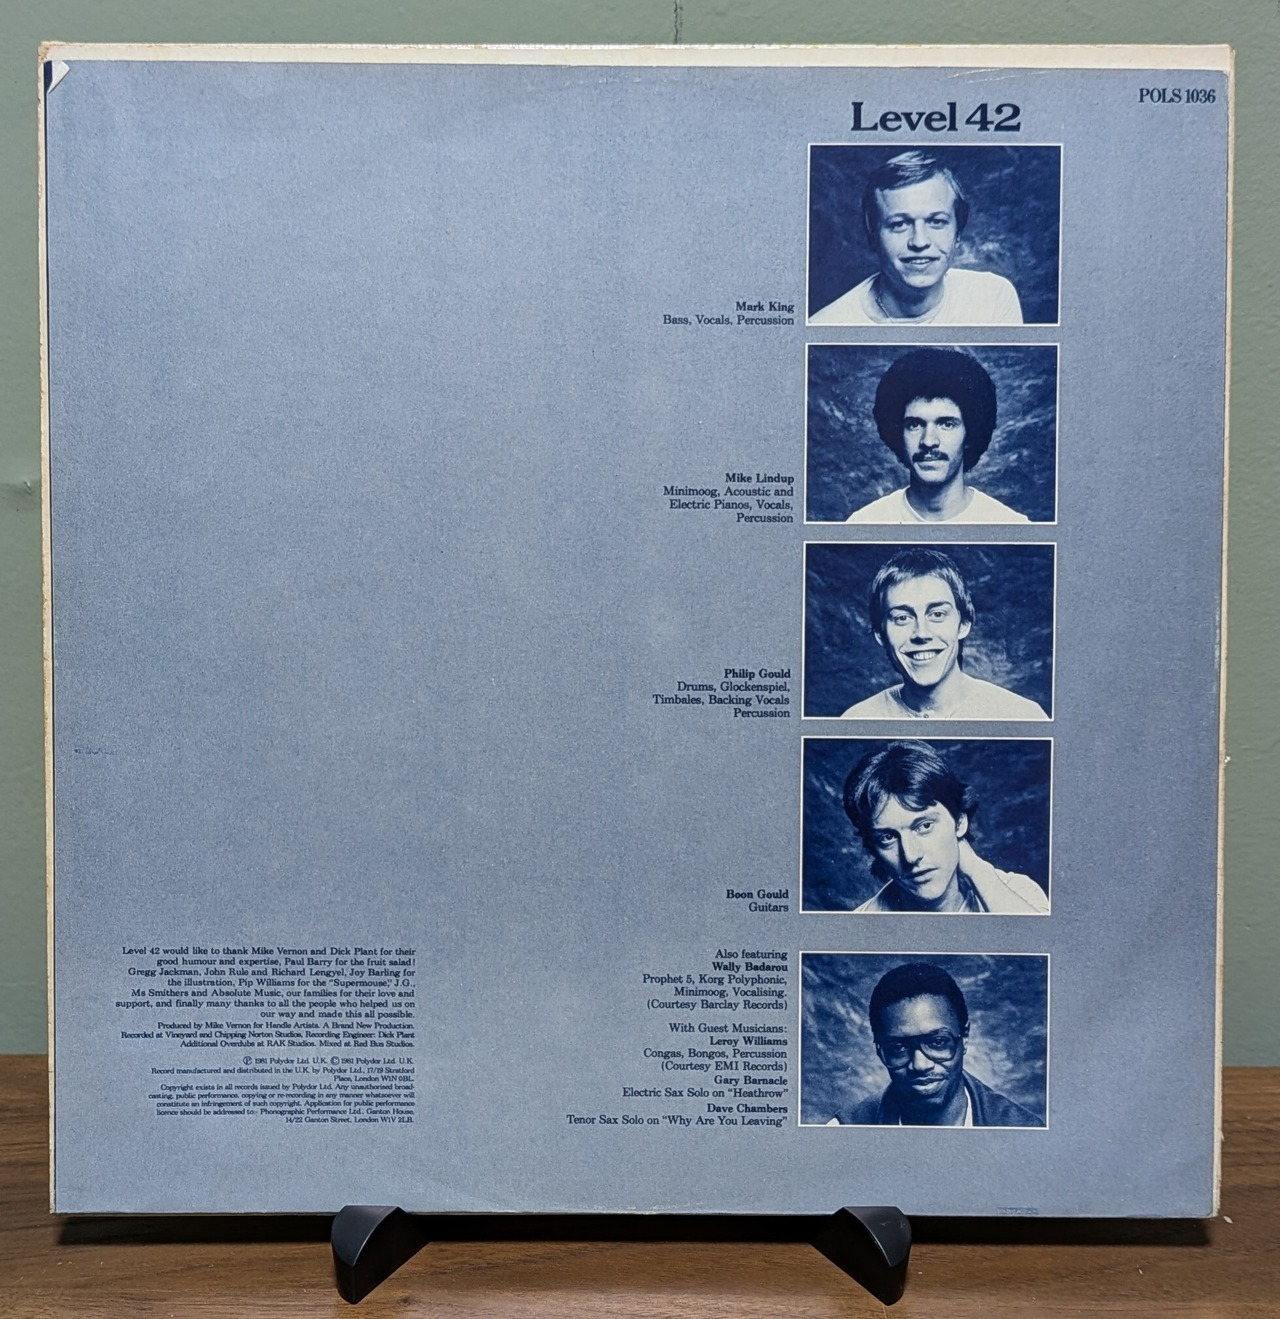 POLS 1036
Level 42
Mark King
Bass, Vocals, Percussion
Mike Lindup
Minimoog, Acoustic and
Electric Pianos, Vocals,
Percussion
Philip Gould
Drums, Glockenspiel,
Timbales, Backing Vocals
Percussion
Boon Gould
Guitars
Also featuring
Wally Badarou
Prophet 5, Korg Polyphonic,
Minimoog, Vocalising.
(Courtesy Barclay Records)
With Guest Musicians:
Leroy Williams
Congas, Bongos, Percussion
(Courtesy EMI Records)
Gary Barnacle
Electric Sax Solo on "Heathrow"
Dave Chambers
Tenor Sax Solo on "Why Are You Leaving"
Level 42 would like to thank Mike Vernon and Dick Plant for their
good humour and expertise, Paul Barry for the fruit salad!
Gregg Jackman, John Rule and Richard Lengyel, Joy Barling for
the illustration, Pip Williams for the "Supermouse," J.G.,
Ms Smithers and Absolute Music, our families for their love and
support, and finally many thanks to all the people who helped us on
our way and made this all possible.
Produced by Mike Vernon for Handle Artists. A Brand New Production.
Recorded at Vineyard and Chipping Norton Studios, Recording Engineer: Dick Plant
Additional Overdubs at RAK Studios. Mixed at Red Bus Studios.
Ⓟ 1981 Polydor Ltd. U.K. © 1981 Polydor Ltd. U.K.
Record manufactured and distributed in the U.K. by Polydor Ltd., 17/19 Stratford
Place, London W1N 0BL.
Copyright exists in all records issued by Polydor Ltd. Any unauthorised broad-
casting, public performance, copying or re-recording in any manner whatsoever will
constitute an infringement of such copyright. Application for public performance
licence should be addressed to:- Phonographic Performance Ltd., Ganton House,
14/22 Ganton Street, London W1V 2LB.